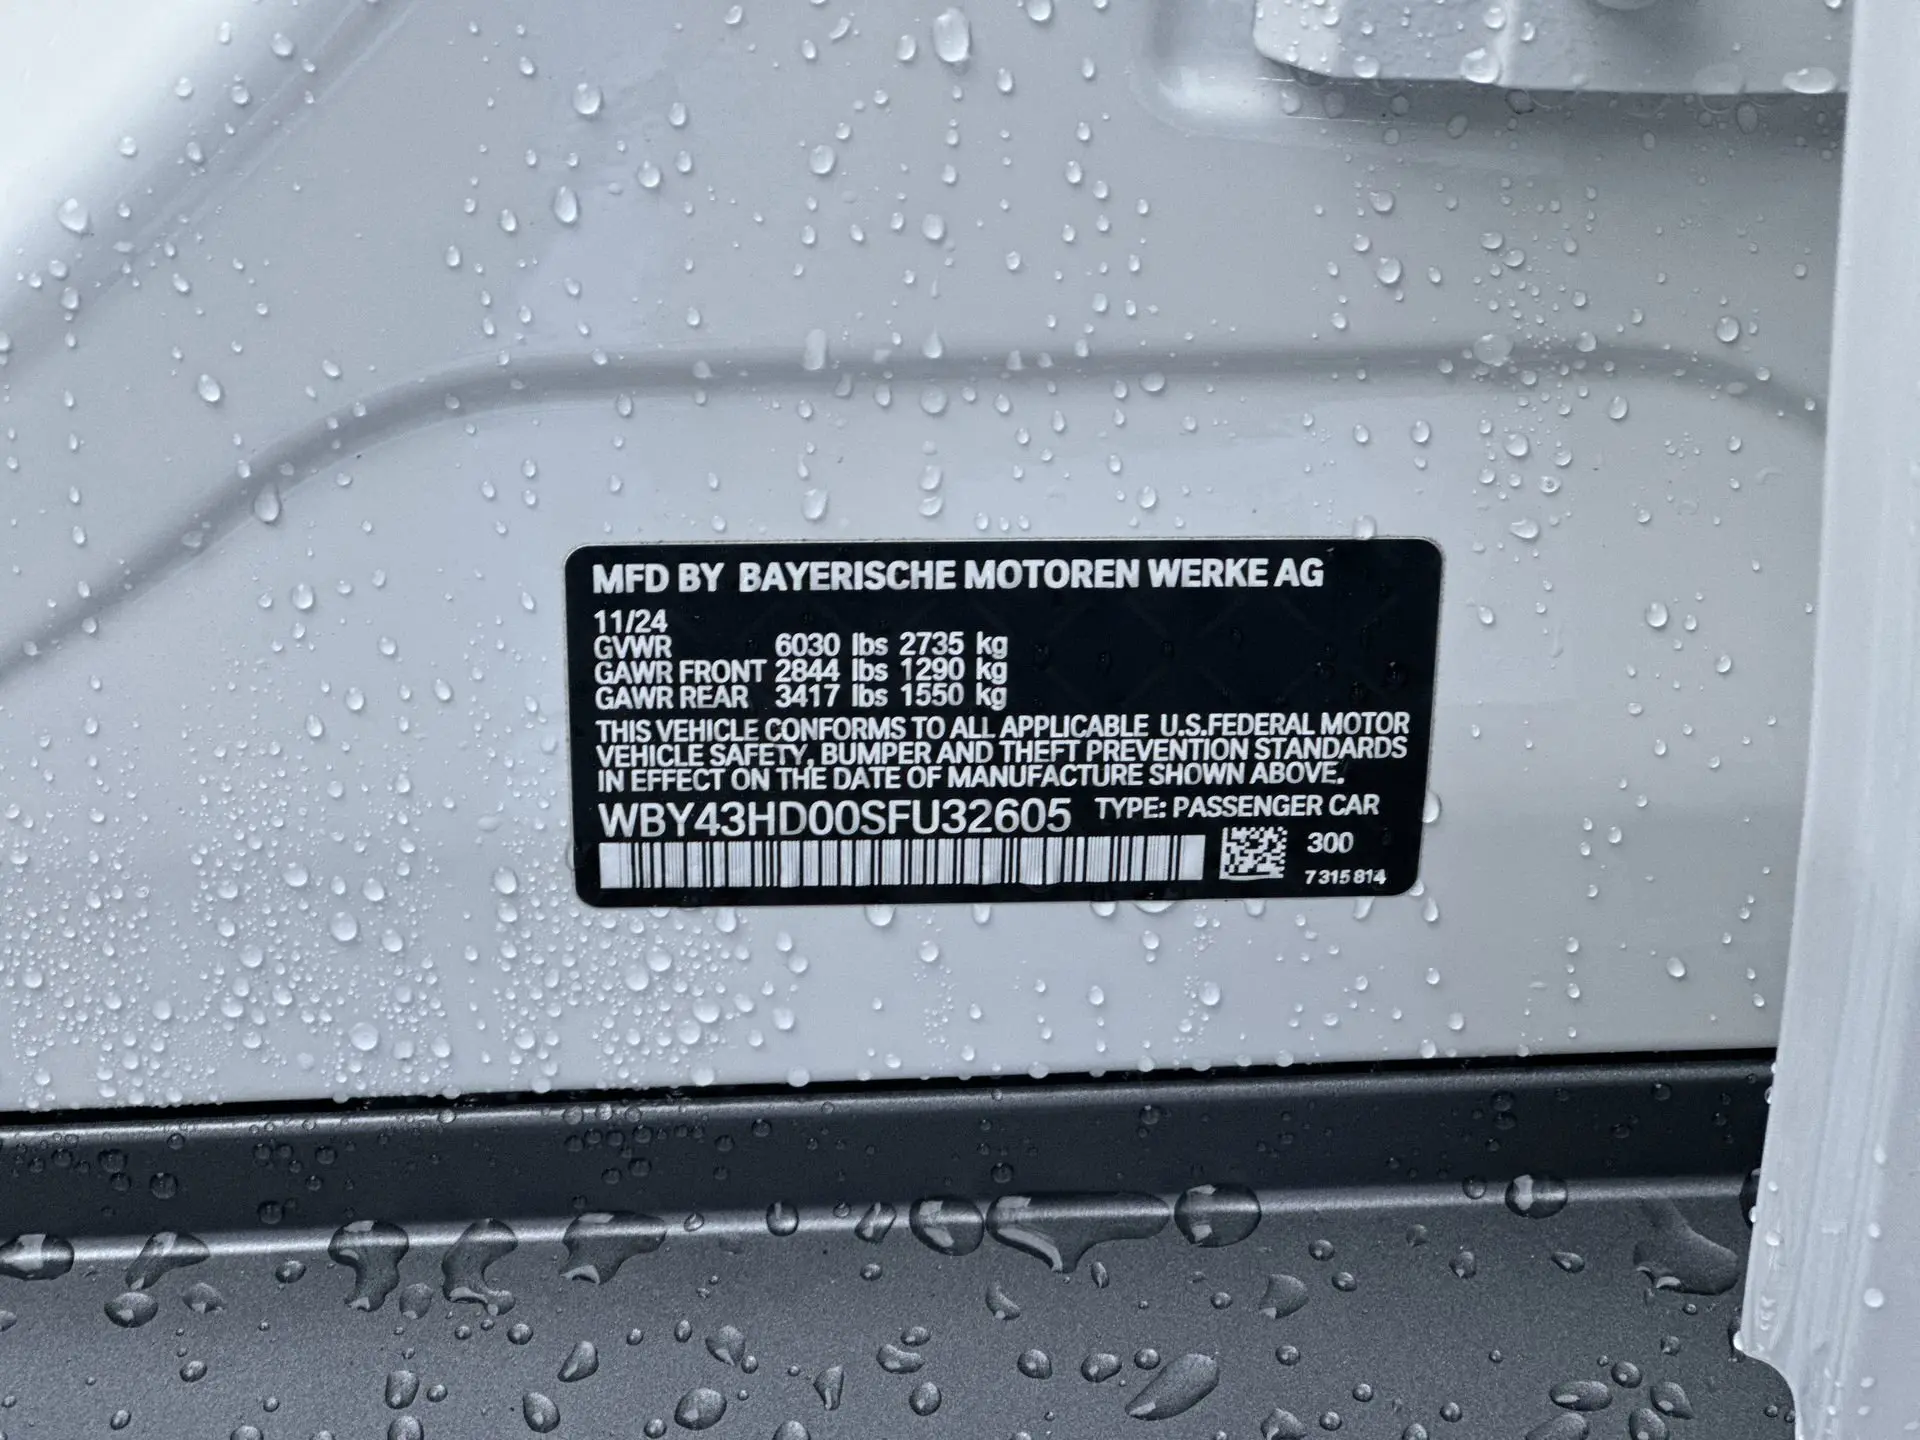 MFD BY BAYERISCHE MOTOREN WERKE AG
11/24
GVWR 6030 lbs 2735 kg
GAWR FRONT 2844 lbs 1290 kg
GAWR REAR 3417 lbs 1550 kg
THIS VEHICLE CONFORMS TO ALL APPLICABLE U.S.FEDERAL MOTOR
VEHICLE SAFETY, BUMPER AND THEFT PREVENTION STANDARDS
IN EFFECT ON THE DATE OF MANUFACTURE SHOWN ABOVE.
WBY43HD00SFU32605 TYPE: PASSENGER CAR
300
7 315 814